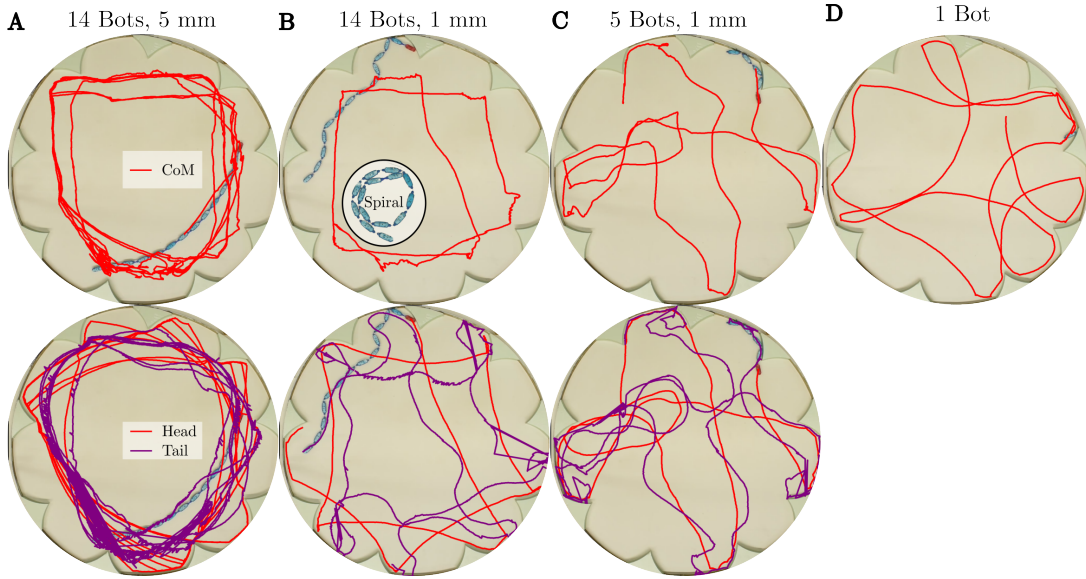 A
14 Bots, 5 mm
B
14 Bots, 1 mm
C
5 Bots, 1 mm
D
1 Bot
CoM
Spiral
Head
Tail